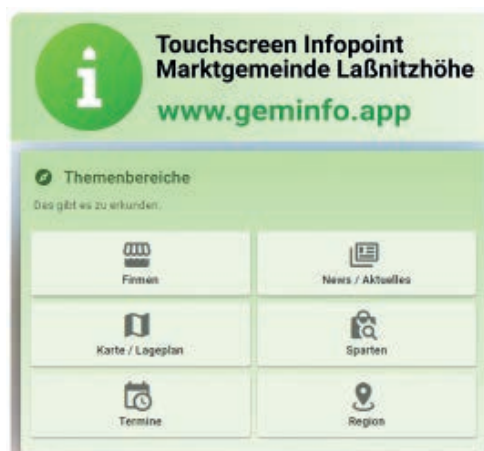 Touchscreen Infopoint
Marktgemeinde Laßnitzhöhe
www.geminfo.app
Themenbereiche
Das gibt es zu erkunden.
Firmen
News / Aktuelles
Karte / Lageplan
Sparten
Termine
Region